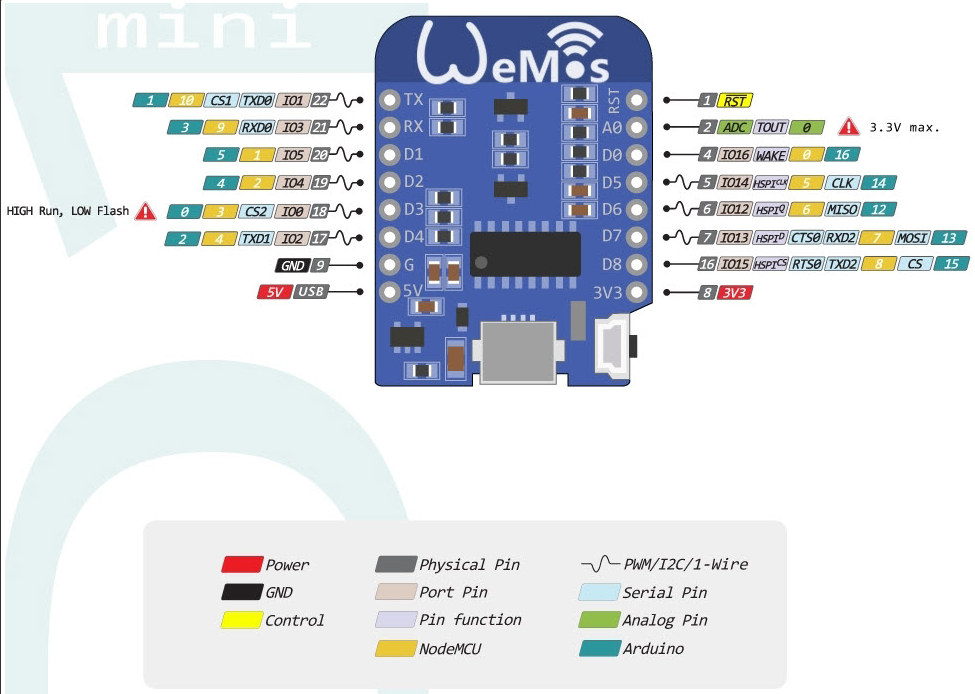 mini
WeMos
1 10 CS1 TXD0 IO1 22 TX RST 1 RST
3 9 RXD0 IO3 21 RX A0 2 ADC TOUT 0 3.3V max.
5 1 IO5 20 D1 D0 4 IO16 WAKE 0 16
4 2 IO4 19 D2 D5 5 IO14 HSPICLK 5 CLK 14
HIGH Run, LOW Flash 0 3 CS2 IO0 18 D3 D6 6 IO12 HSPIQ 6 MISO 12
2 4 TXD1 IO2 17 D4 D7 7 IO13 HSPID CTS0 RXD2 7 MOSI 13
GND 9 G D8 16 IO15 HSPICS RTS0 TXD2 8 CS 15
5V USB 5V 3V3 8 3V3
Power Physical Pin PWM/I2C/1-Wire
GND Port Pin Serial Pin
Control Pin function Analog Pin
NodeMCU Arduino